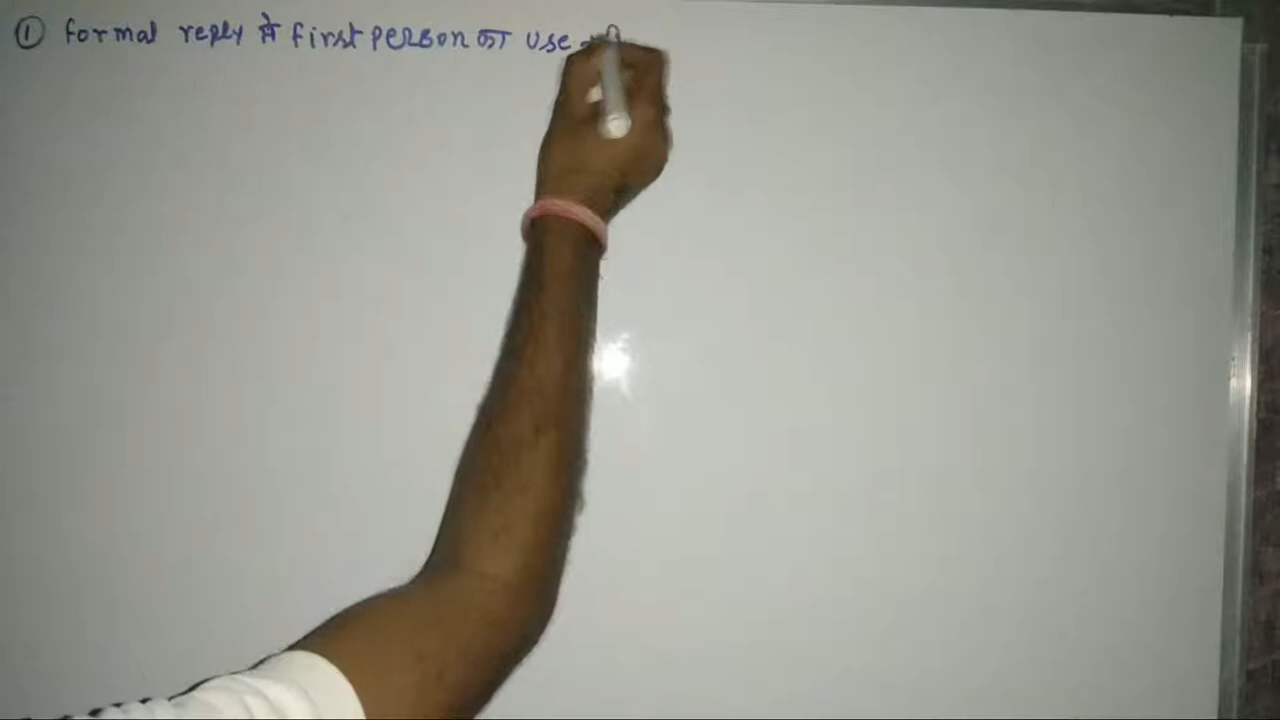 ① formal reply में first person का use